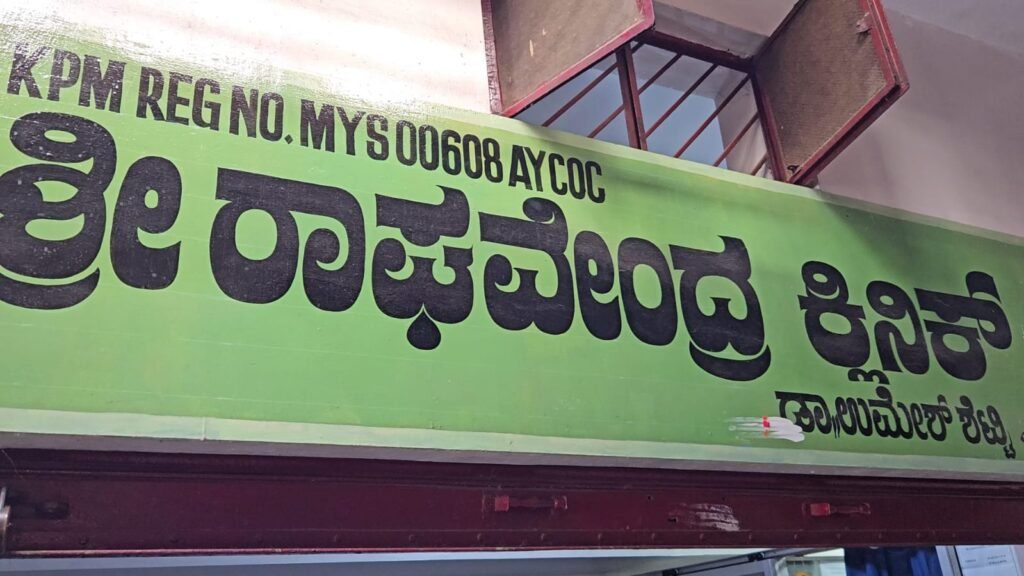 KPM REG NO. MYS 00608 AYCOC
ಶ್ರೀ ರಾಘವೇಂದ್ರ ಕ್ಲಿನಿಕ್
ಡಾ. ಉಮೇಶ್ ಶೆಟ್ಟಿ